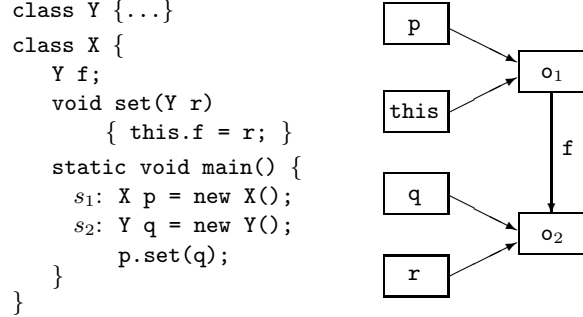 class Y {...}
class X {
Y f;
void set(Y r)
{ this.f = r; }
static void main() {
s₁: X p = new X();
s₂: Y q = new Y();
p.set(q);
}
}
p
o₁
this
f
q
o₂
r